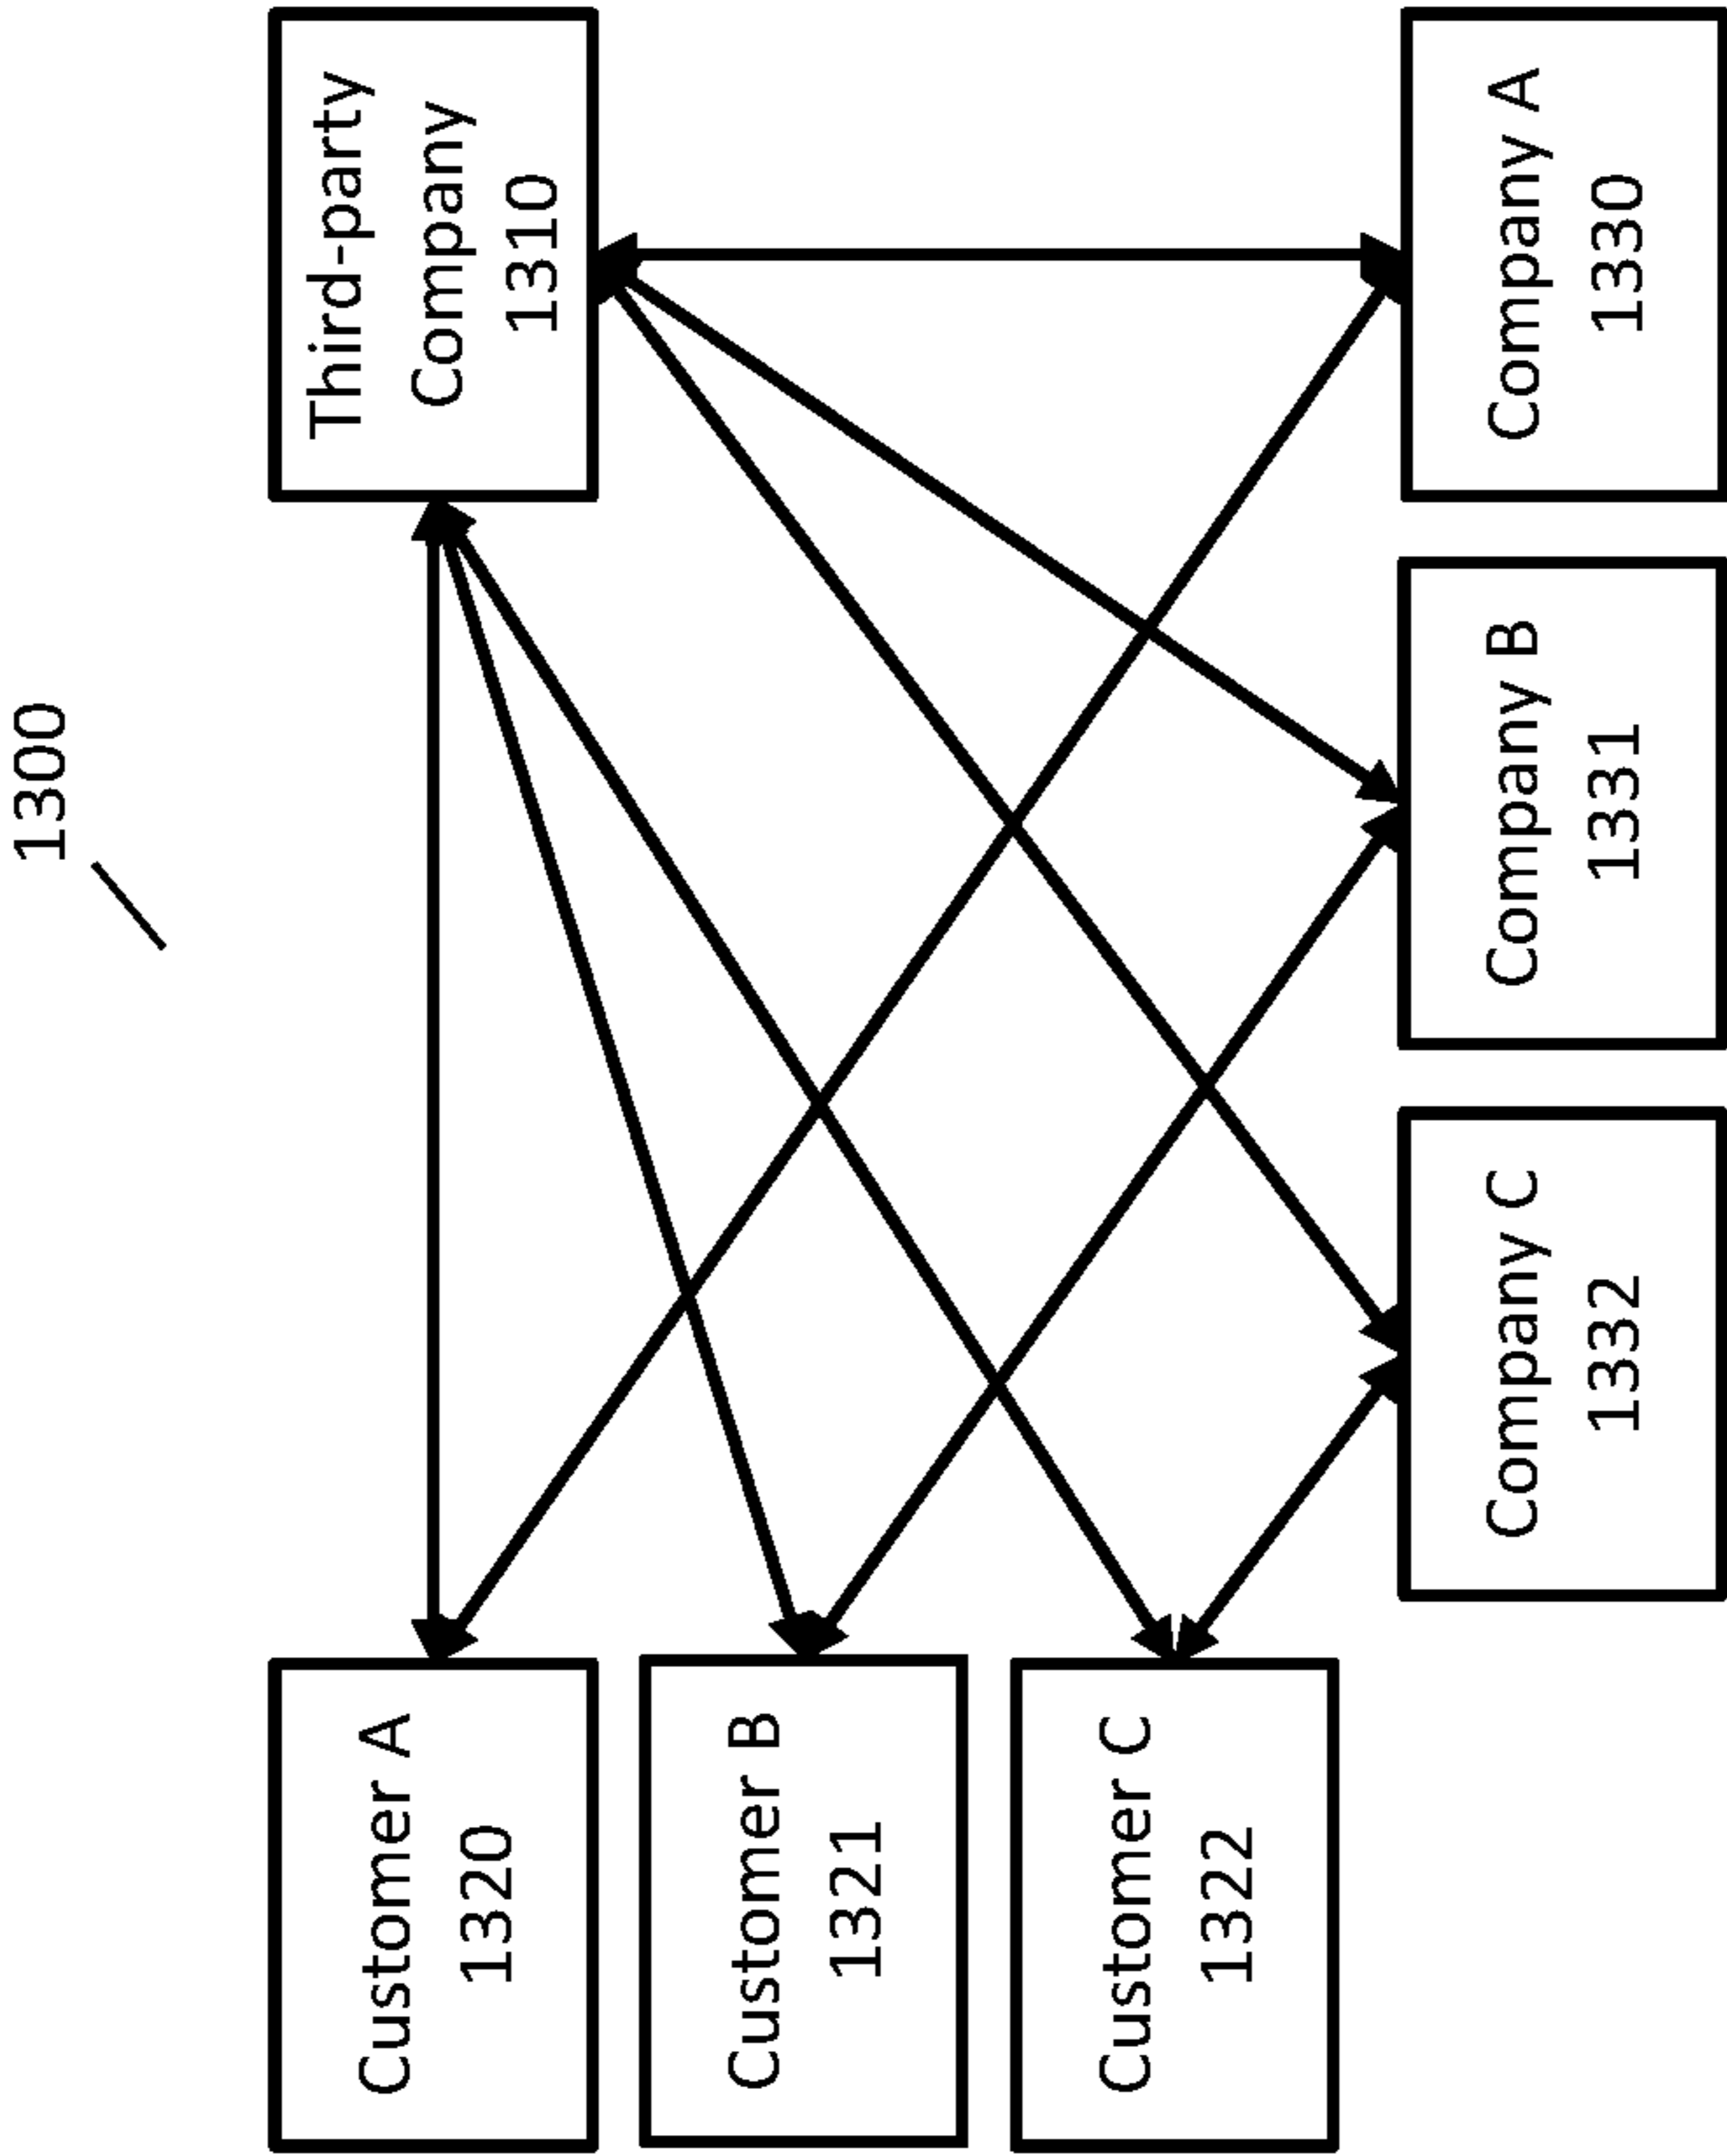 1300
Customer A
1320
Third-party
Company
1310
Customer B
1321
Customer C
1322
Company C
1332
Company B
1331
Company A
1330